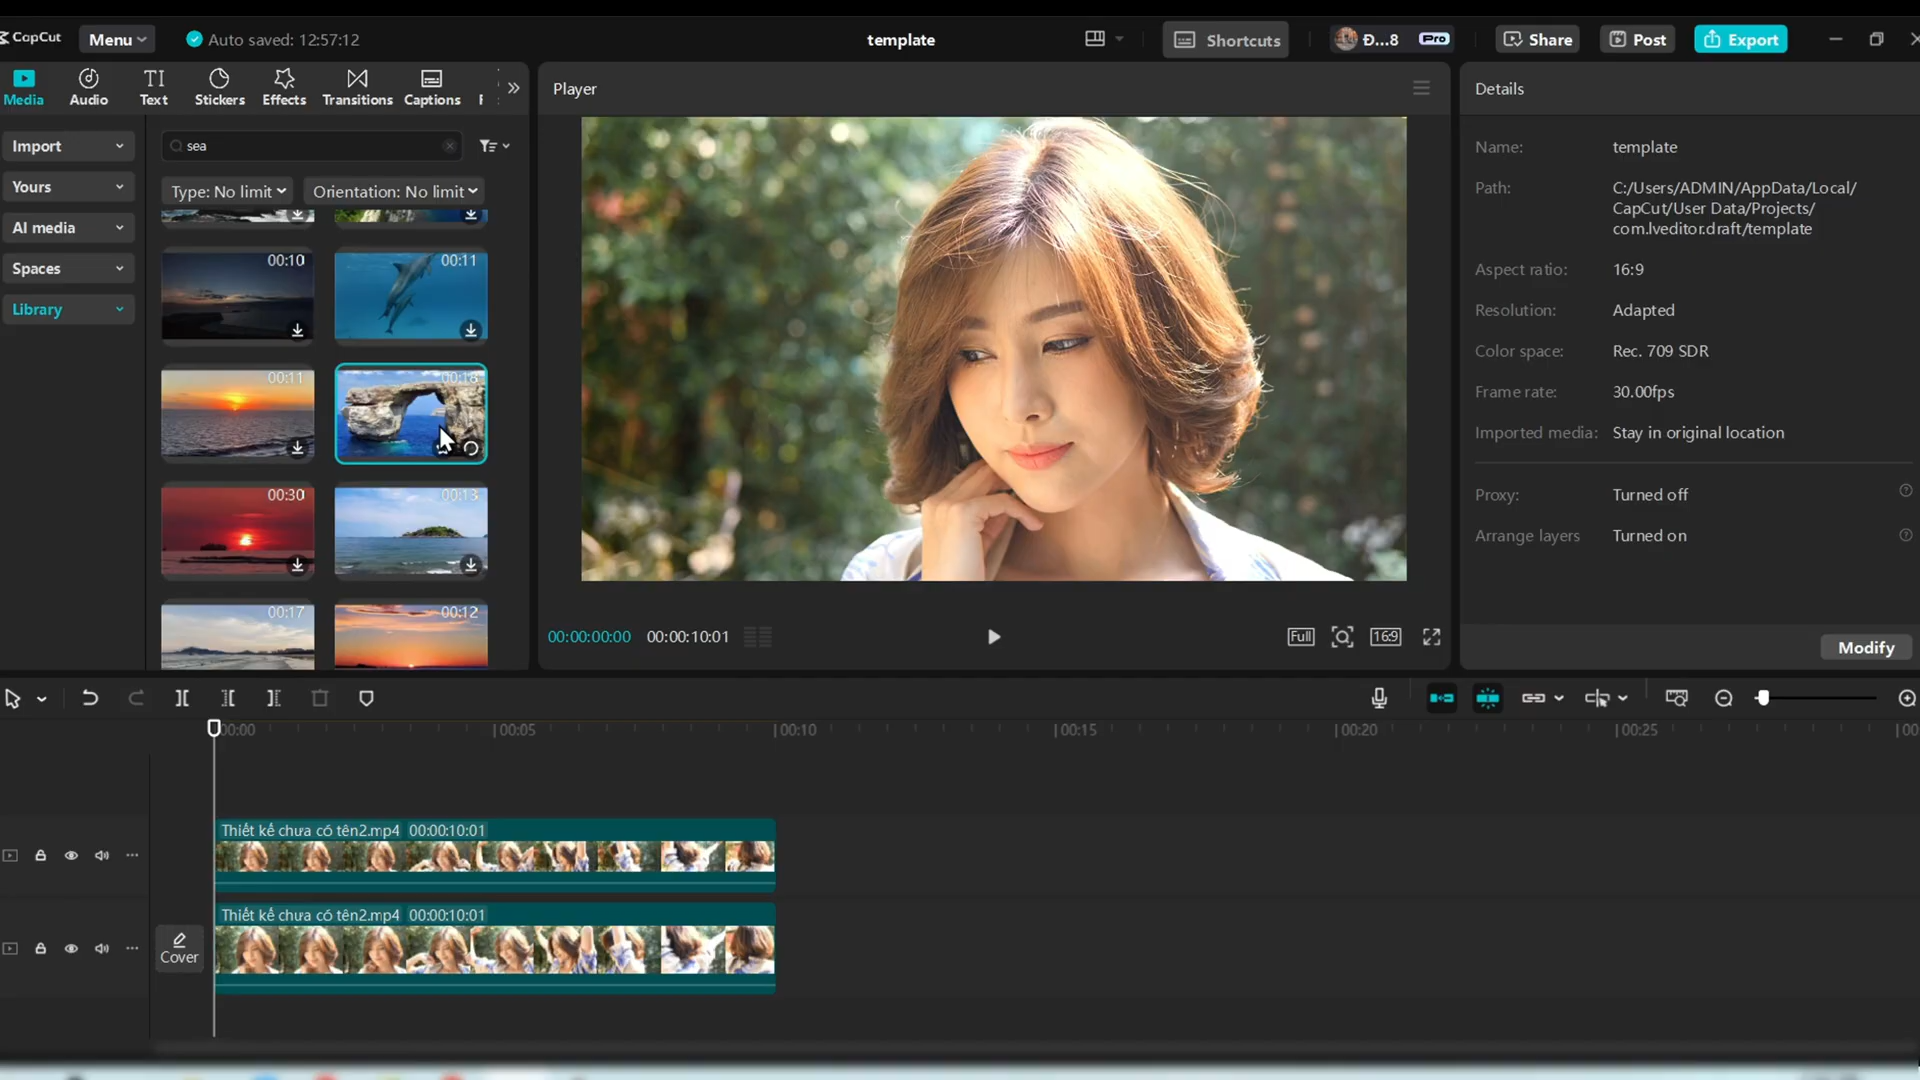 CapCut
Menu
Auto saved: 12:57:12
template
Shortcuts
Đ...8
Pro
Share
Post
Export
Media
Audio
Text
Stickers
Effects
Transitions
Captions
Player
Details
Import
Yours
AI media
Spaces
Library
sea
Type: No limit
Orientation: No limit
00:10
00:11
00:11
00:18
00:30
00:13
00:17
00:12
Name: template
Path: C:/Users/ADMIN/AppData/Local/
CapCut/User Data/Projects/
com.lveditor.draft/template
Aspect ratio: 16:9
Resolution: Adapted
Color space: Rec. 709 SDR
Frame rate: 30.00fps
Imported media: Stay in original location
Proxy: Turned off
Arrange layers Turned on
Modify
00:00:00:00 00:00:10:01
Full
16:9
00:00
00:05
00:10
00:15
00:20
00:25
Thiết kế chưa có tên2.mp4 00:00:10:01
Thiết kế chưa có tên2.mp4 00:00:10:01
Cover